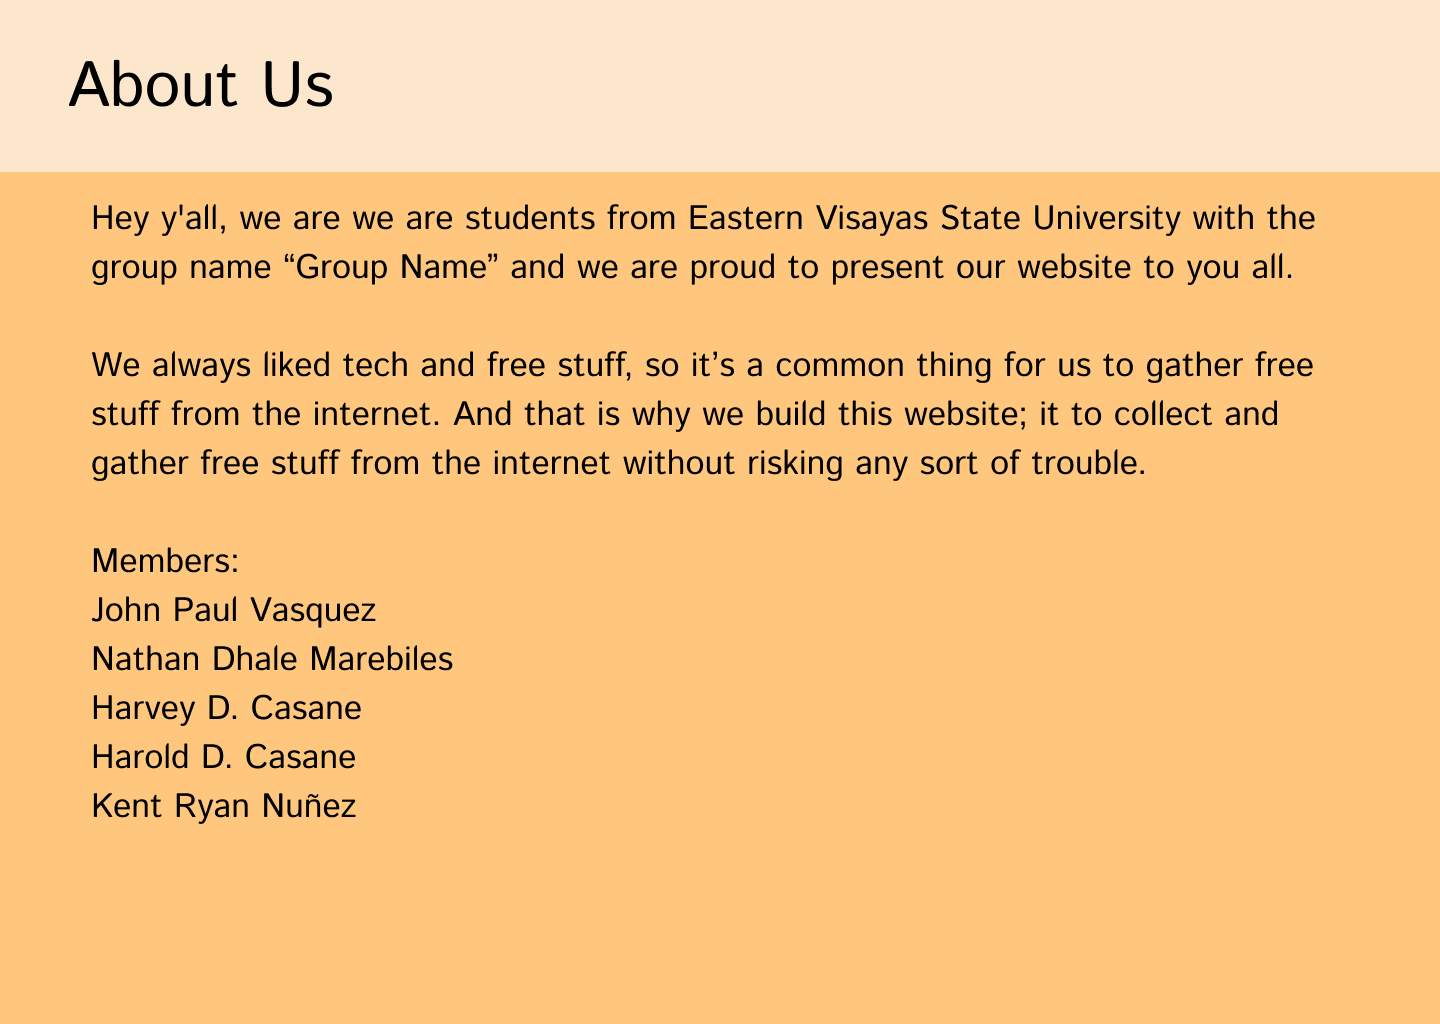 About Us
Hey y'all, we are we are students from Eastern Visayas State University with the
group name “Group Name” and we are proud to present our website to you all.
We always liked tech and free stuff, so it’s a common thing for us to gather free
stuff from the internet. And that is why we build this website; it to collect and
gather free stuff from the internet without risking any sort of trouble.
Members:
John Paul Vasquez
Nathan Dhale Marebiles
Harvey D. Casane
Harold D. Casane
Kent Ryan Nuñez